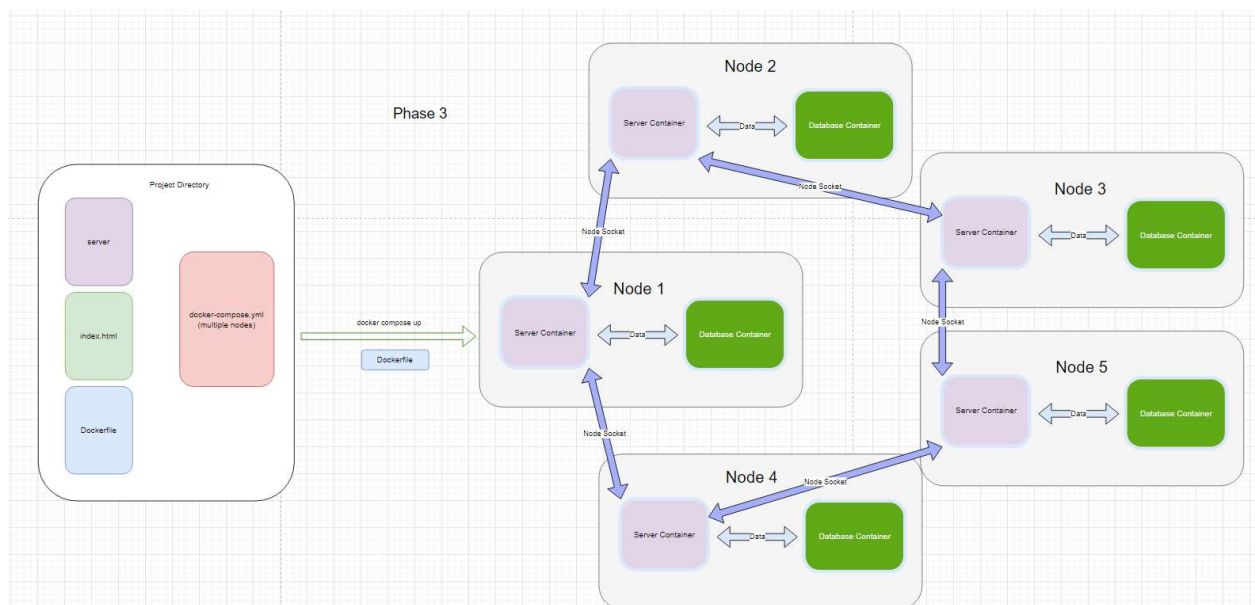 Phase 3
Project Directory
server
index.html
Dockerfile
docker-compose.yml
(multiple nodes)
docker compose up
Dockerfile
Node 2
Server Container
Data
Database Container
Node Socket
Node Socket
Node 3
Server Container
Data
Database Container
Node 1
Server Container
Data
Database Container
Node Socket
Node Socket
Node 5
Server Container
Data
Database Container
Node Socket
Node 4
Server Container
Data
Database Container